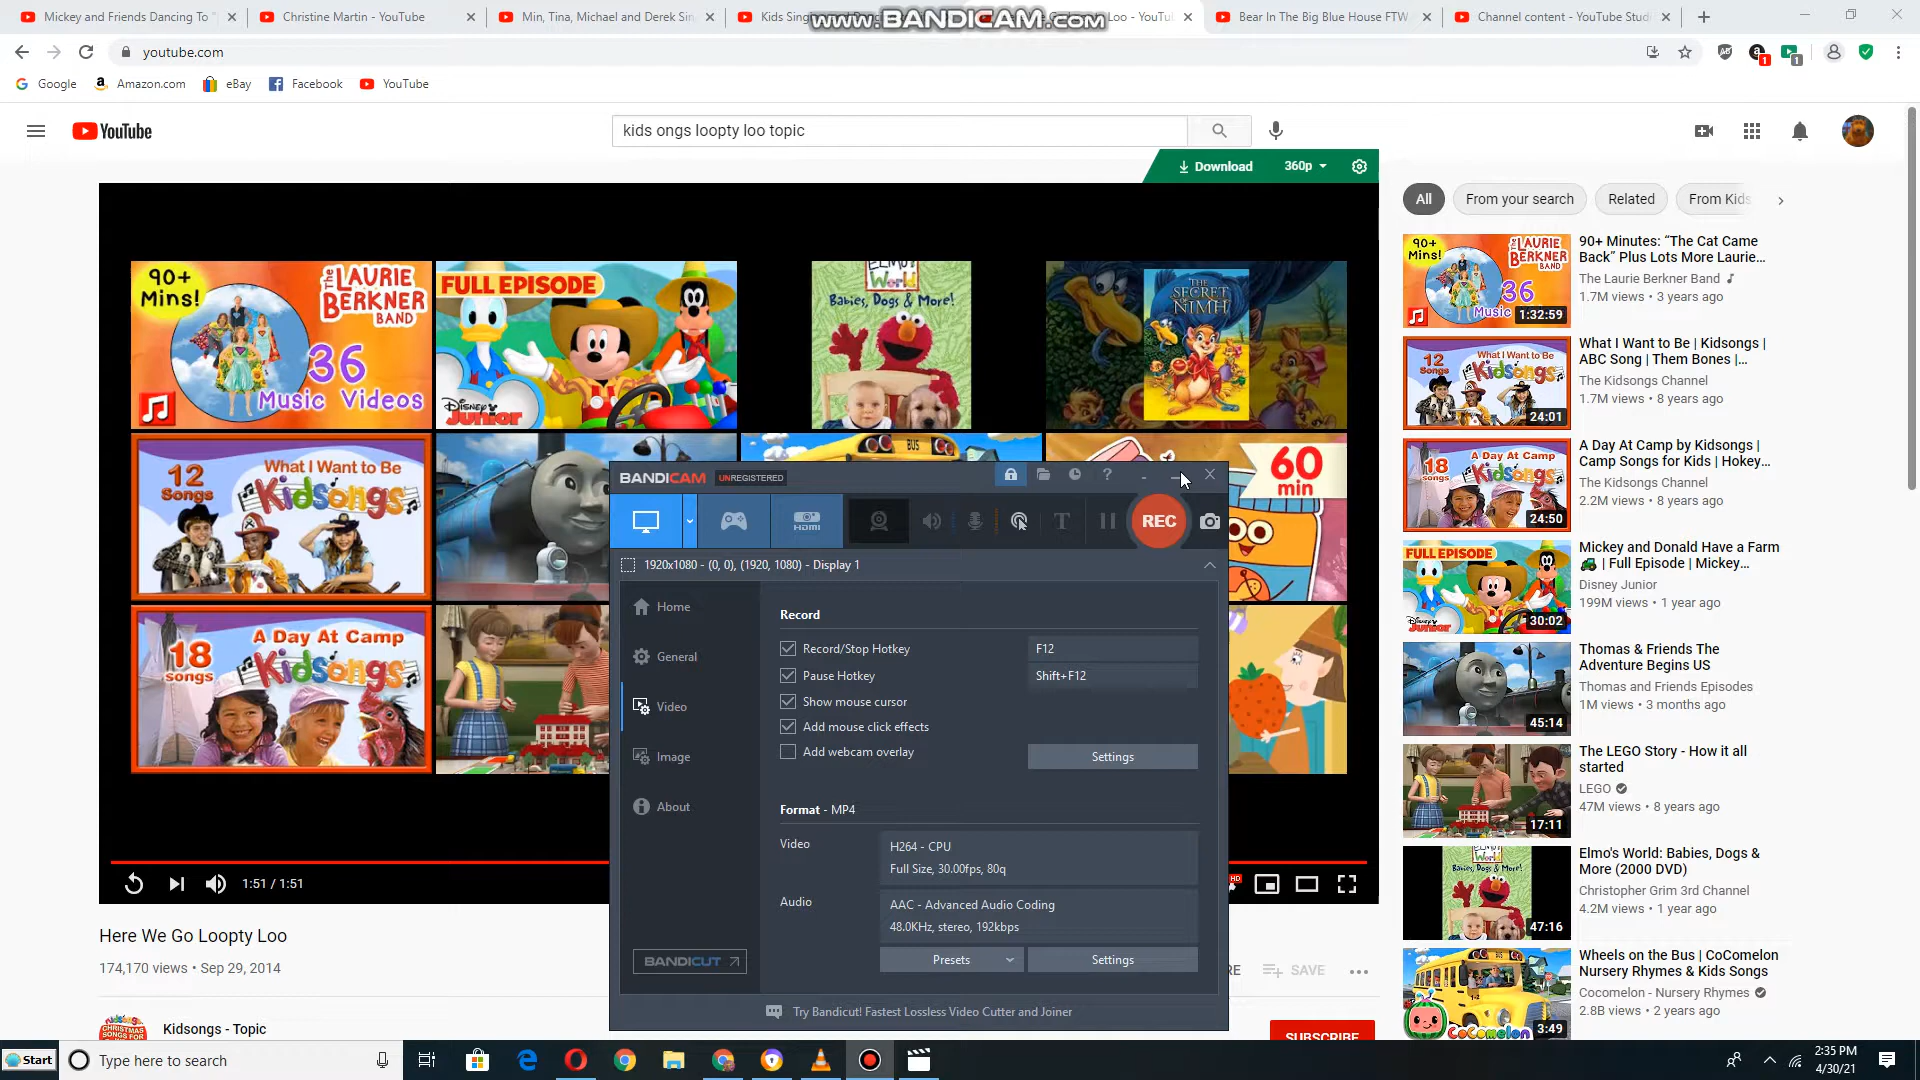 Mickey and Friends Dancing To "
Christine Martin - YouTube
Min, Tina, Michael and Derek Sin
Kids Sing
Loo - YouTu
Bear In The Big Blue House FTW
Channel content - YouTube Studi
www.BANDICAM.com
youtube.com
Google
Amazon.com
eBay
Facebook
YouTube
YouTube
kids ongs loopty loo topic
Download
360p
All
From your search
Related
From Kids
90+ Mins!
THE LAURIE BERKNER BAND
36 Music Videos
FULL EPISODE
Disney Junior
ELMO'S World
Babies, Dogs & More!
THE SECRET OF NIMH
12 Songs
What I Want to Be
Kidsongs
BUS
60 min
18 songs
A Day At Camp
Kidsongs
BANDICAM UNREGISTERED
HDMI
REC
1920x1080 - (0, 0), (1920, 1080) - Display 1
Home
General
Video
Image
About
BANDICUT
Record
Record/Stop Hotkey
F12
Pause Hotkey
Shift+F12
Show mouse cursor
Add mouse click effects
Add webcam overlay
Settings
Format - MP4
Video
H264 - CPU
Full Size, 30.00fps, 80q
Audio
AAC - Advanced Audio Coding
48.0KHz, stereo, 192kbps
Presets
Settings
Try Bandicut! Fastest Lossless Video Cutter and Joiner
1:51 / 1:51
HD
Here We Go Loopty Loo
174,170 views • Sep 29, 2014
RE
SAVE
Kidsongs - Topic
SUBSCRIBE
90+ Minutes: “The Cat Came
Back” Plus Lots More Laurie...
The Laurie Berkner Band
1.7M views • 3 years ago
1:32:59
What I Want to Be | Kidsongs |
ABC Song | Them Bones |...
The Kidsongs Channel
1.7M views • 8 years ago
24:01
A Day At Camp by Kidsongs |
Camp Songs for Kids | Hokey...
The Kidsongs Channel
2.2M views • 8 years ago
24:50
Mickey and Donald Have a Farm
| Full Episode | Mickey...
Disney Junior
199M views • 1 year ago
30:02
Thomas & Friends The
Adventure Begins US
Thomas and Friends Episodes
1M views • 3 months ago
45:14
The LEGO Story - How it all
started
LEGO
47M views • 8 years ago
17:11
Elmo's World: Babies, Dogs &
More (2000 DVD)
Christopher Grim 3rd Channel
4.2M views • 1 year ago
47:16
Wheels on the Bus | CoComelon
Nursery Rhymes & Kids Songs
Cocomelon - Nursery Rhymes
2.8B views • 2 years ago
3:49
Start
Type here to search
2:35 PM
4/30/21